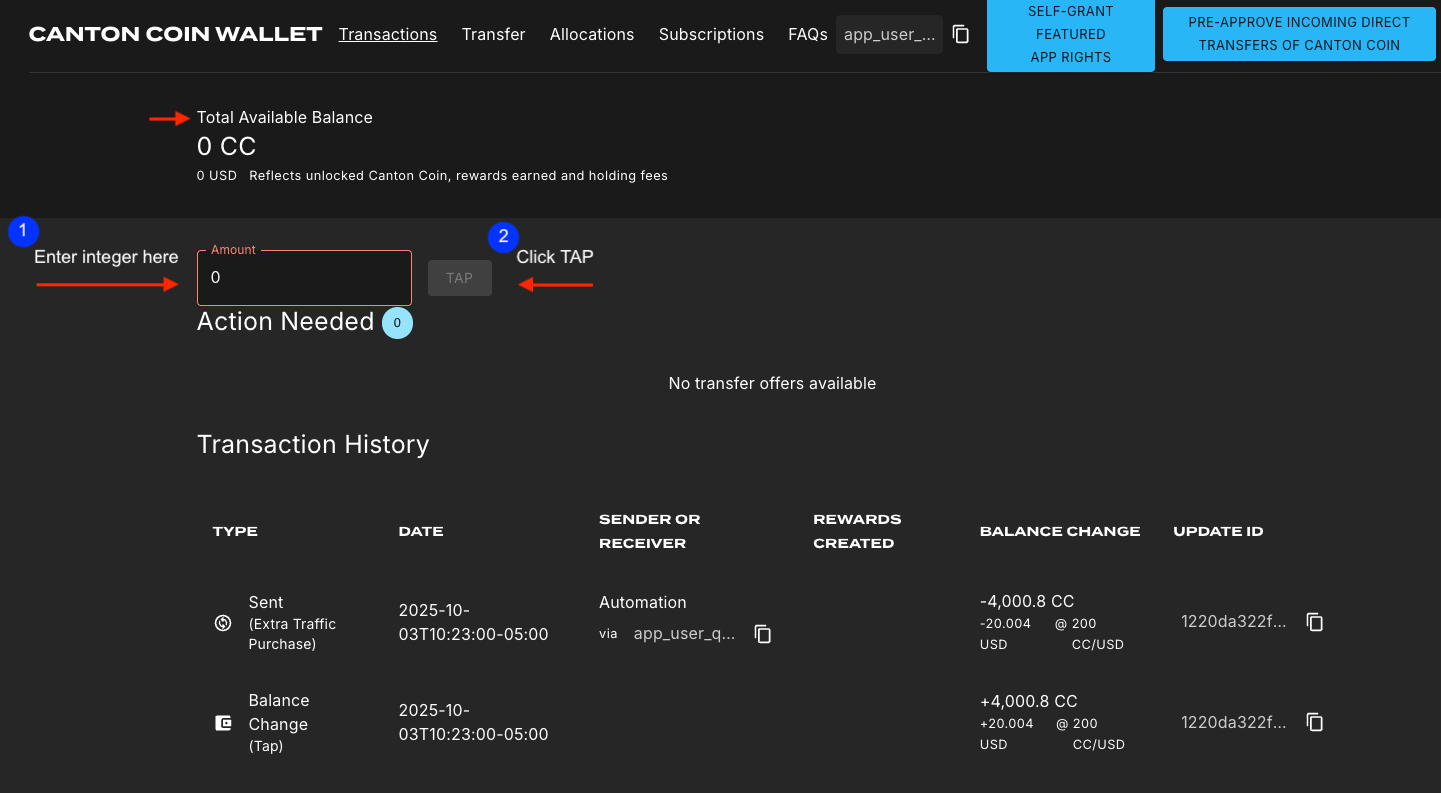 CANTON COIN WALLET
Transactions
Transfer
Allocations
Subscriptions
FAQs
app_user_...
SELF-GRANT
FEATURED
APP RIGHTS
PRE-APPROVE INCOMING DIRECT
TRANSFERS OF CANTON COIN
Total Available Balance
0 CC
0 USD Reflects unlocked Canton Coin, rewards earned and holding fees
1
Enter integer here
Amount
0
TAP
2
Click TAP
Action Needed 0
No transfer offers available
Transaction History
TYPE
DATE
SENDER OR
RECEIVER
REWARDS
CREATED
BALANCE CHANGE
UPDATE ID
Sent
(Extra Traffic
Purchase)
2025-10-
03T10:23:00-05:00
Automation
via app_user_q...
-4,000.8 CC
-20.004 @ 200
USD CC/USD
1220da322f...
Balance
Change
(Tap)
2025-10-
03T10:23:00-05:00
+4,000.8 CC
+20.004 @ 200
USD CC/USD
1220da322f...